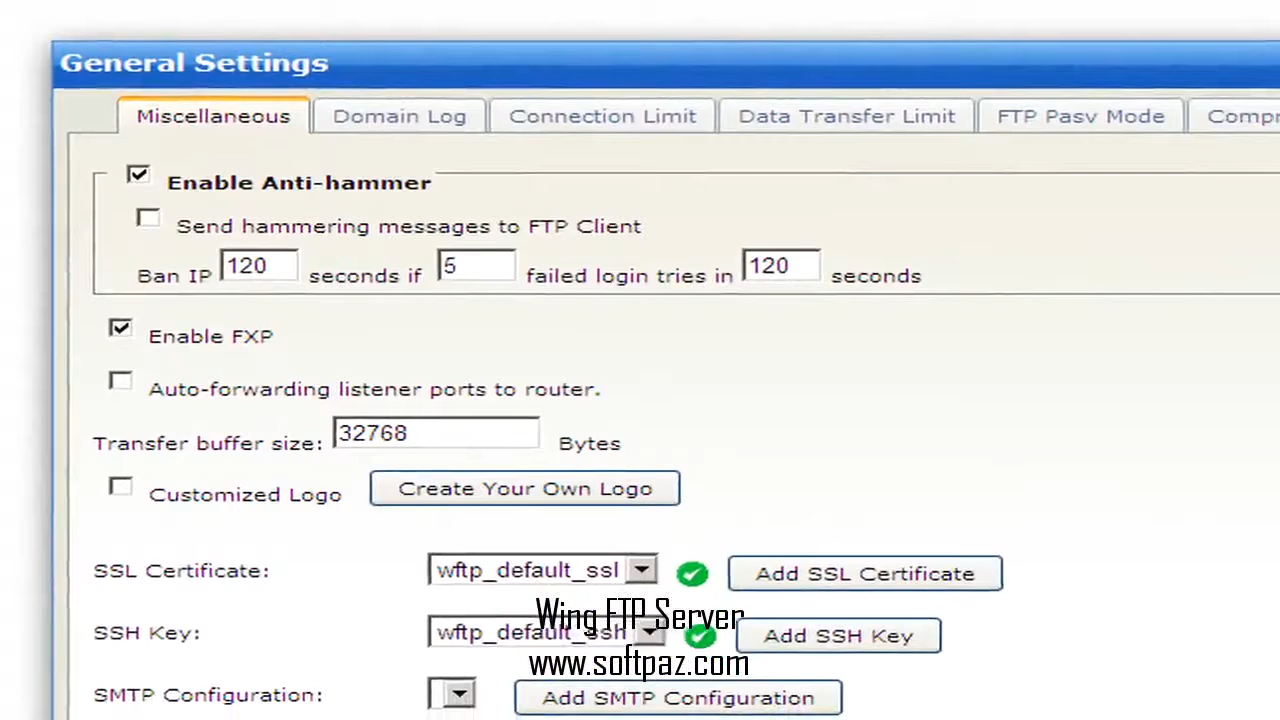 General Settings
Miscellaneous Domain Log Connection Limit Data Transfer Limit FTP Pasv Mode Compr
Enable Anti-hammer
Send hammering messages to FTP Client
Ban IP 120 seconds if 5 failed login tries in 120 seconds
Enable FXP
Auto-forwarding listener ports to router.
Transfer buffer size: 32768 Bytes
Customized Logo Create Your Own Logo
SSL Certificate: wftp_default_ssl Add SSL Certificate
Wing FTP Server
SSH Key: wftp_default_ssh Add SSH Key
www.softpaz.com
SMTP Configuration: Add SMTP Configuration